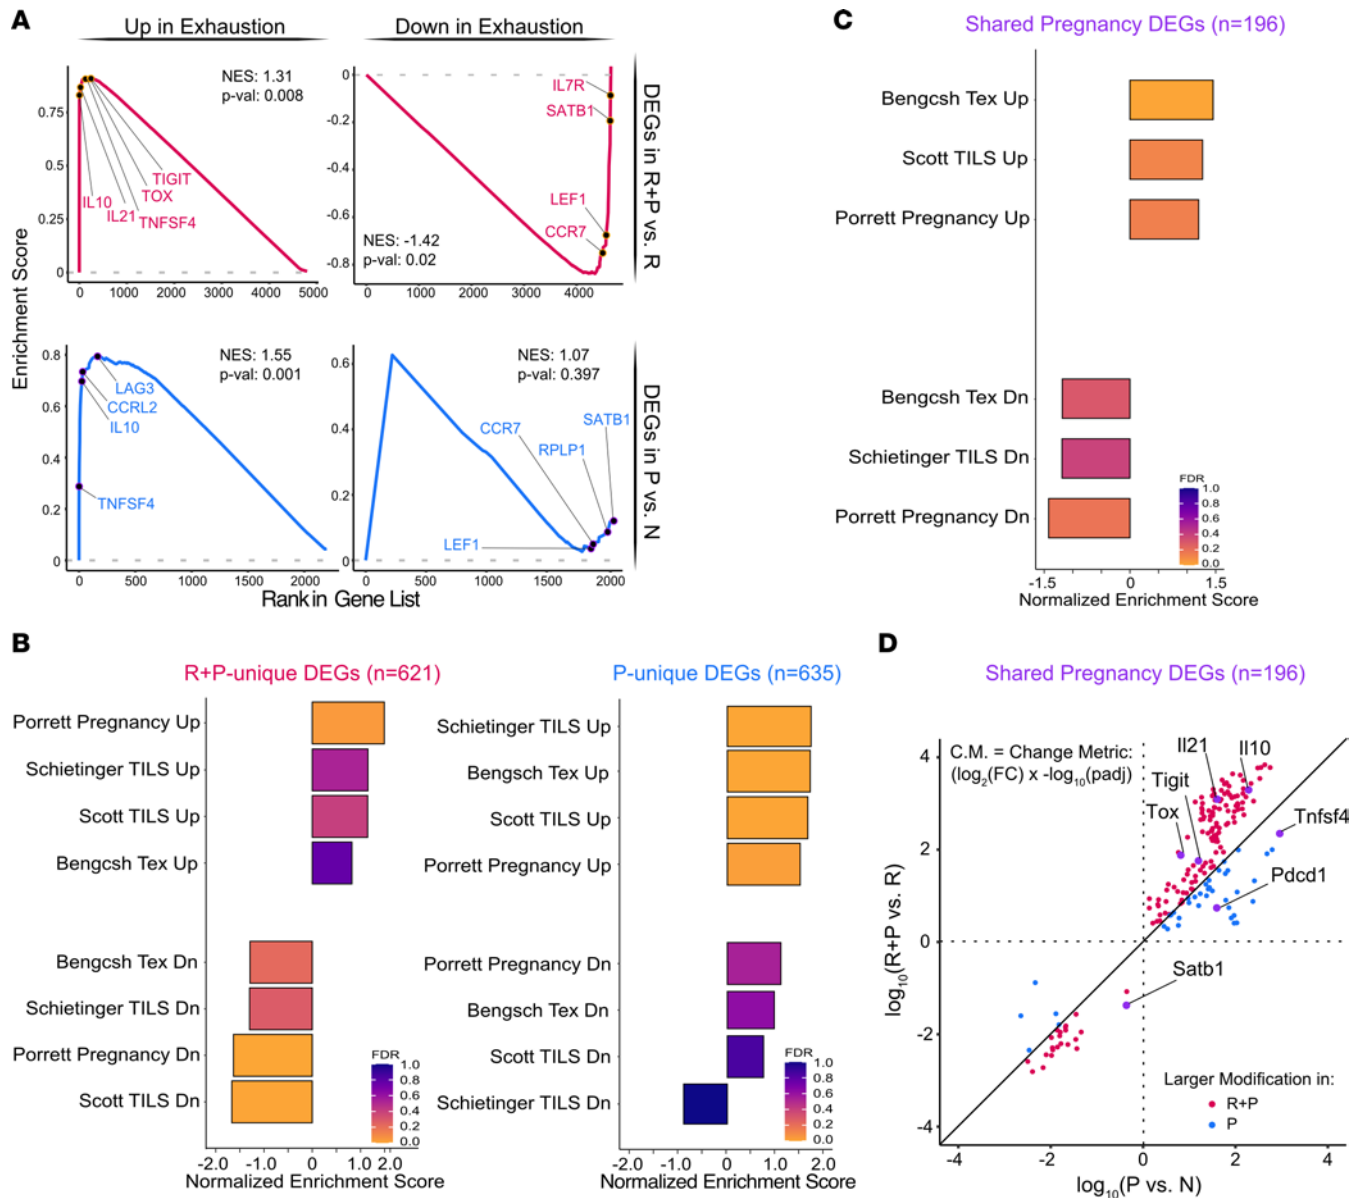 A
Up in Exhaustion
Down in Exhaustion
Enrichment Score
0.75
0.5
0.25
0
NES: 1.31
p-val: 0.008
TIGIT
TOX
IL10
IL21
TNFSF4
0
1000
2000
3000
4000
5000
0
-0.2
-0.4
-0.6
-0.8
IL7R
SATB1
LEF1
CCR7
NES: -1.42
p-val: 0.02
0
1000
2000
3000
4000
DEGs in R+P vs. R
0.8
0.6
0.4
0.2
0
NES: 1.55
p-val: 0.001
LAG3
CCRL2
IL10
TNFSF4
0
500
1000
1500
2000
0.6
0.4
0.2
0
NES: 1.07
p-val: 0.397
CCR7
SATB1
RPLP1
LEF1
0
500
1000
1500
2000
DEGs in P vs. N
Rank in Gene List
B
R+P-unique DEGs (n=621)
Porrett Pregnancy Up
Schietinger TILS Up
Scott TILS Up
Bengcsh Tex Up
Bengcsh Tex Dn
Schietinger TILS Dn
Porrett Pregnancy Dn
Scott TILS Dn
FDR
1.0
0.8
0.6
0.4
0.2
0.0
-2.0
-1.0
0
1.0
2.0
Normalized Enrichment Score
P-unique DEGs (n=635)
Schietinger TILS Up
Bengsch Tex Up
Scott TILS Up
Porrett Pregnancy Up
Porrett Pregnancy Dn
Bengsch Tex Dn
Scott TILS Dn
Schietinger TILS Dn
FDR
1.0
0.8
0.6
0.4
0.2
0.0
-2.0
-1.0
0
1.0
2.0
Normalized Enrichment Score
C
Shared Pregnancy DEGs (n=196)
Bengcsh Tex Up
Scott TILS Up
Porrett Pregnancy Up
Bengcsh Tex Dn
Schietinger TILS Dn
Porrett Pregnancy Dn
FDR
1.0
0.8
0.6
0.4
0.2
0.0
-1.5
0
1.5
Normalized Enrichment Score
D
Shared Pregnancy DEGs (n=196)
C.M. = Change Metric:
(log2(FC) x -log10(padj)
Il21
Il10
Tigit
Tox
Tnfsf4
Pdcd1
Satb1
log10(R+P vs. R)
4
2
0
-2
-4
Larger Modification in:
R+P
P
-4
-2
0
2
4
log10(P vs. N)